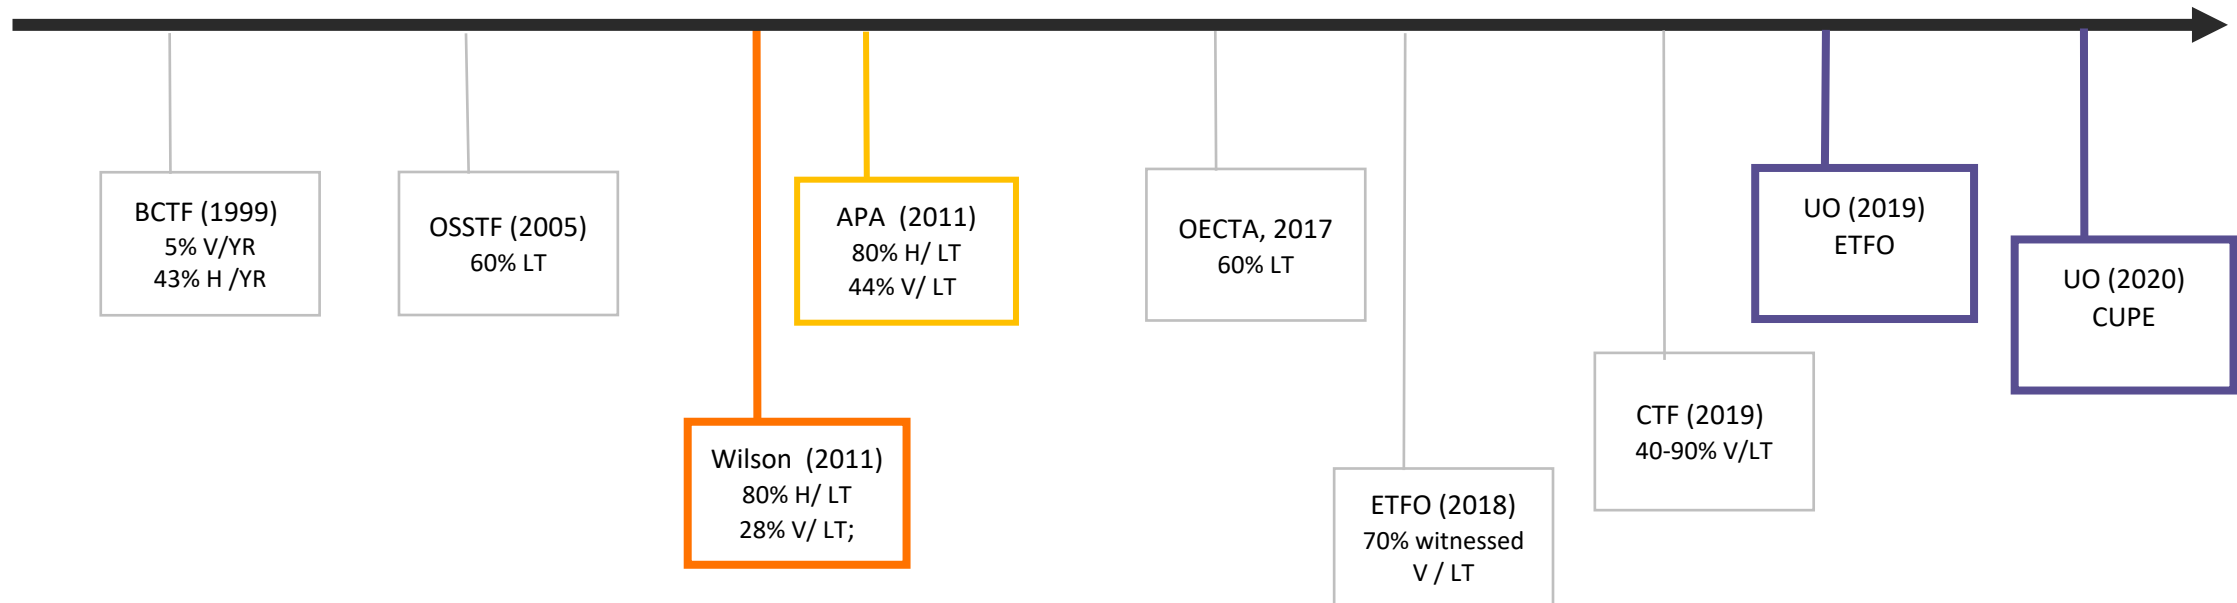 BCTF (1999)
5% V/YR
43% H /YR
OSSTF (2005)
60% LT
Wilson  (2011)
80% H/ LT
28% V/ LT;
APA  (2011)
80% H/ LT
44% V/ LT
OECTA, 2017
60% LT
ETFO (2018)
70% witnessed
V / LT
CTF (2019)
40-90% V/LT
UO (2019)
ETFO
UO (2020)
CUPE